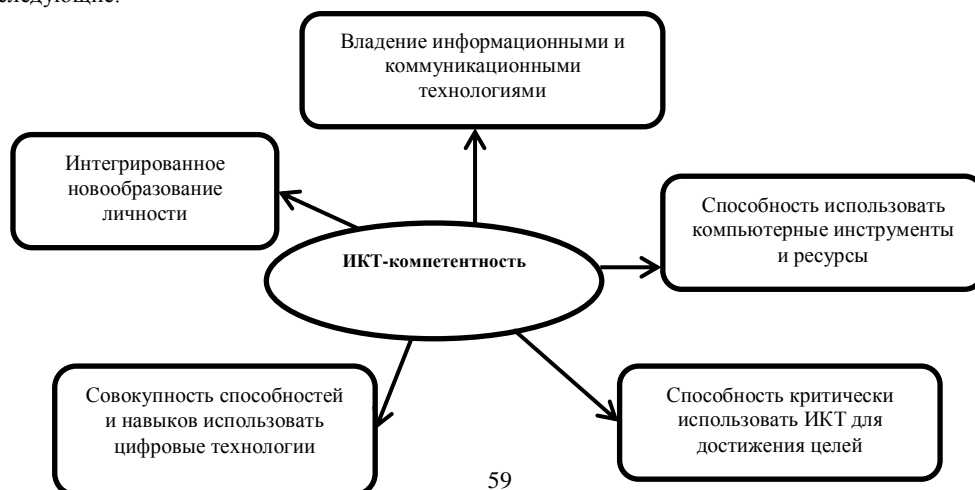 следующие:
Владение информационными и
коммуникационными
технологиями
Интегрированное
новообразование
личности
Способность использовать
компьютерные инструменты
и ресурсы
ИКТ-компетентность
Совокупность способностей
и навыков использовать
цифровые технологии
Способность критически
использовать ИКТ для
достижения целей
59